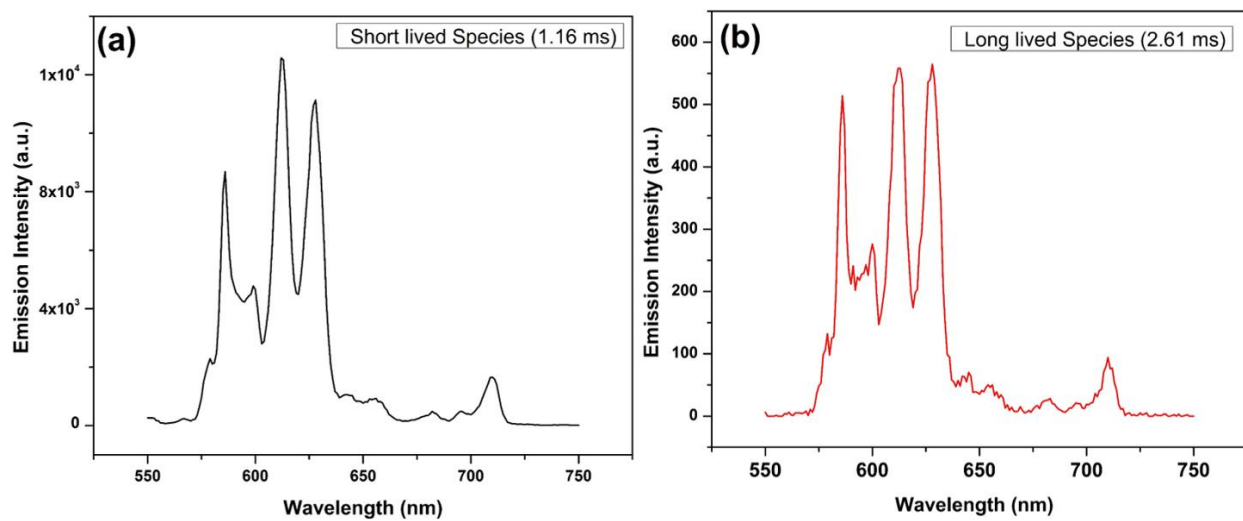 (a)
Short lived Species (1.16 ms)
Emission Intensity (a.u.)
1x10⁴
8x10³
4x10³
0
550 600 650 700 750
Wavelength (nm)
(b)
Long lived Species (2.61 ms)
Emission Intensity (a.u.)
600
500
400
300
200
100
0
550 600 650 700 750
Wavelength (nm)